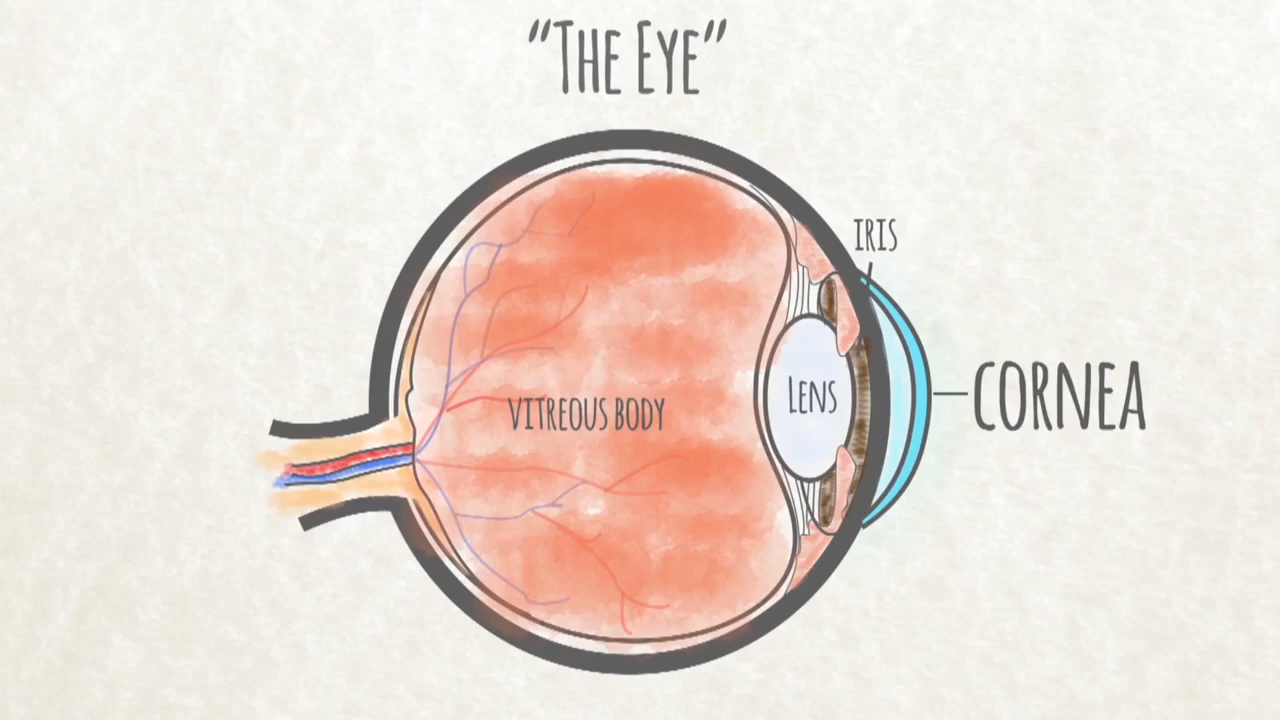 “THE EYE”
IRIS
LENS
CORNEA
VITREOUS BODY